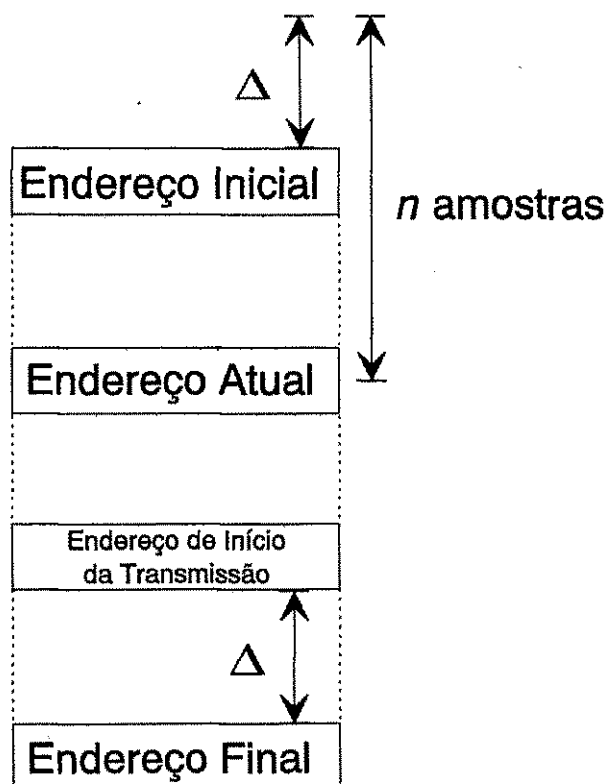 Δ
Endereço Inicial
n amostras
Endereço Atual
Endereço de Início
da Transmissão
Δ
Endereço Final